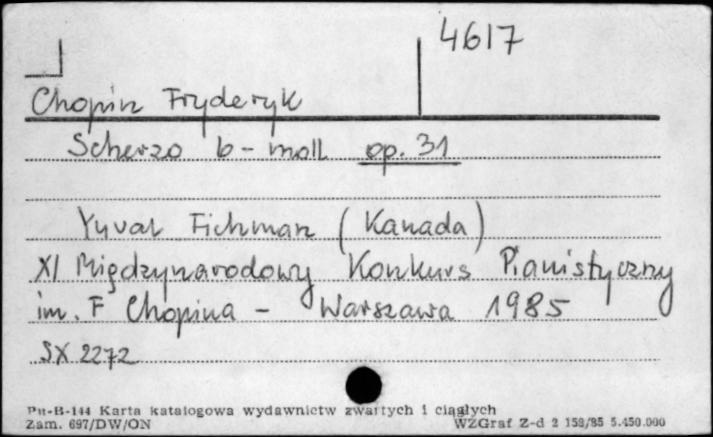 4617
Chopin Fryderyk
Scherzo b-moll op. 31
Yuval Fichman (Kanada)
XI Międzynarodowy Konkurs Pianistyczny
im. F Chopina - Warszawa 1985
SX 2272
Pu-B-144 Karta katalogowa wydawnictw zwartych i ciągłych
Zam. 697/DW/ON WZGraf Z-d 2 153/85 5.450.000